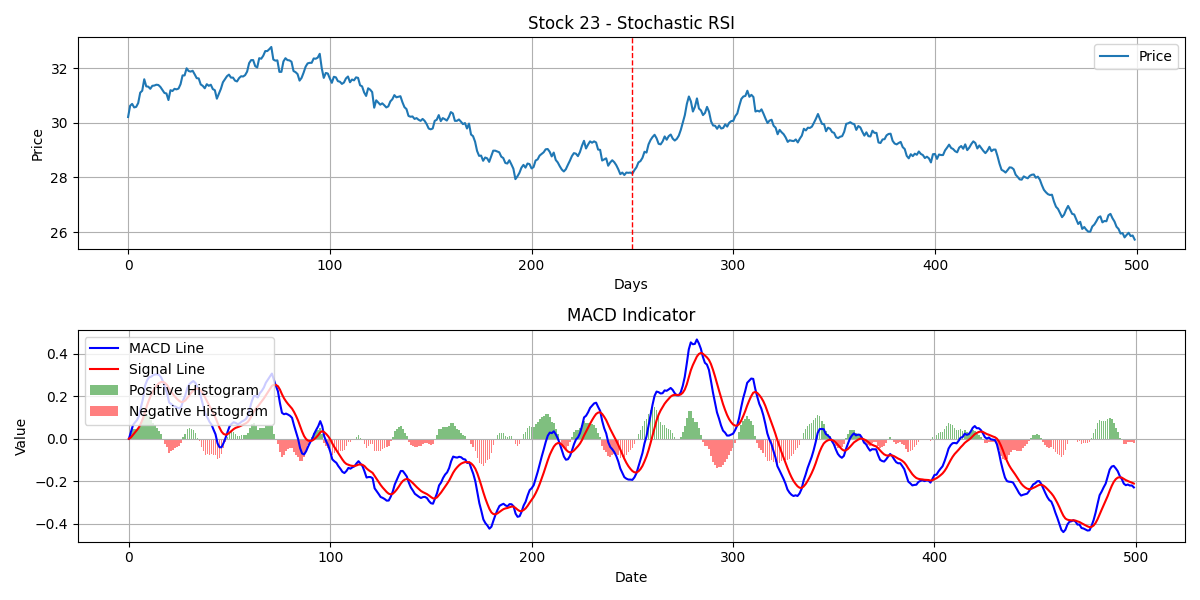 Stock 23 - Stochastic RSI
Price
32
30
28
26
Price
0 100 200 300 400 500
Days
MACD Indicator
MACD Line
Signal Line
Positive Histogram
Negative Histogram
0.4
0.2
0.0
−0.2
−0.4
Value
0 100 200 300 400 500
Date